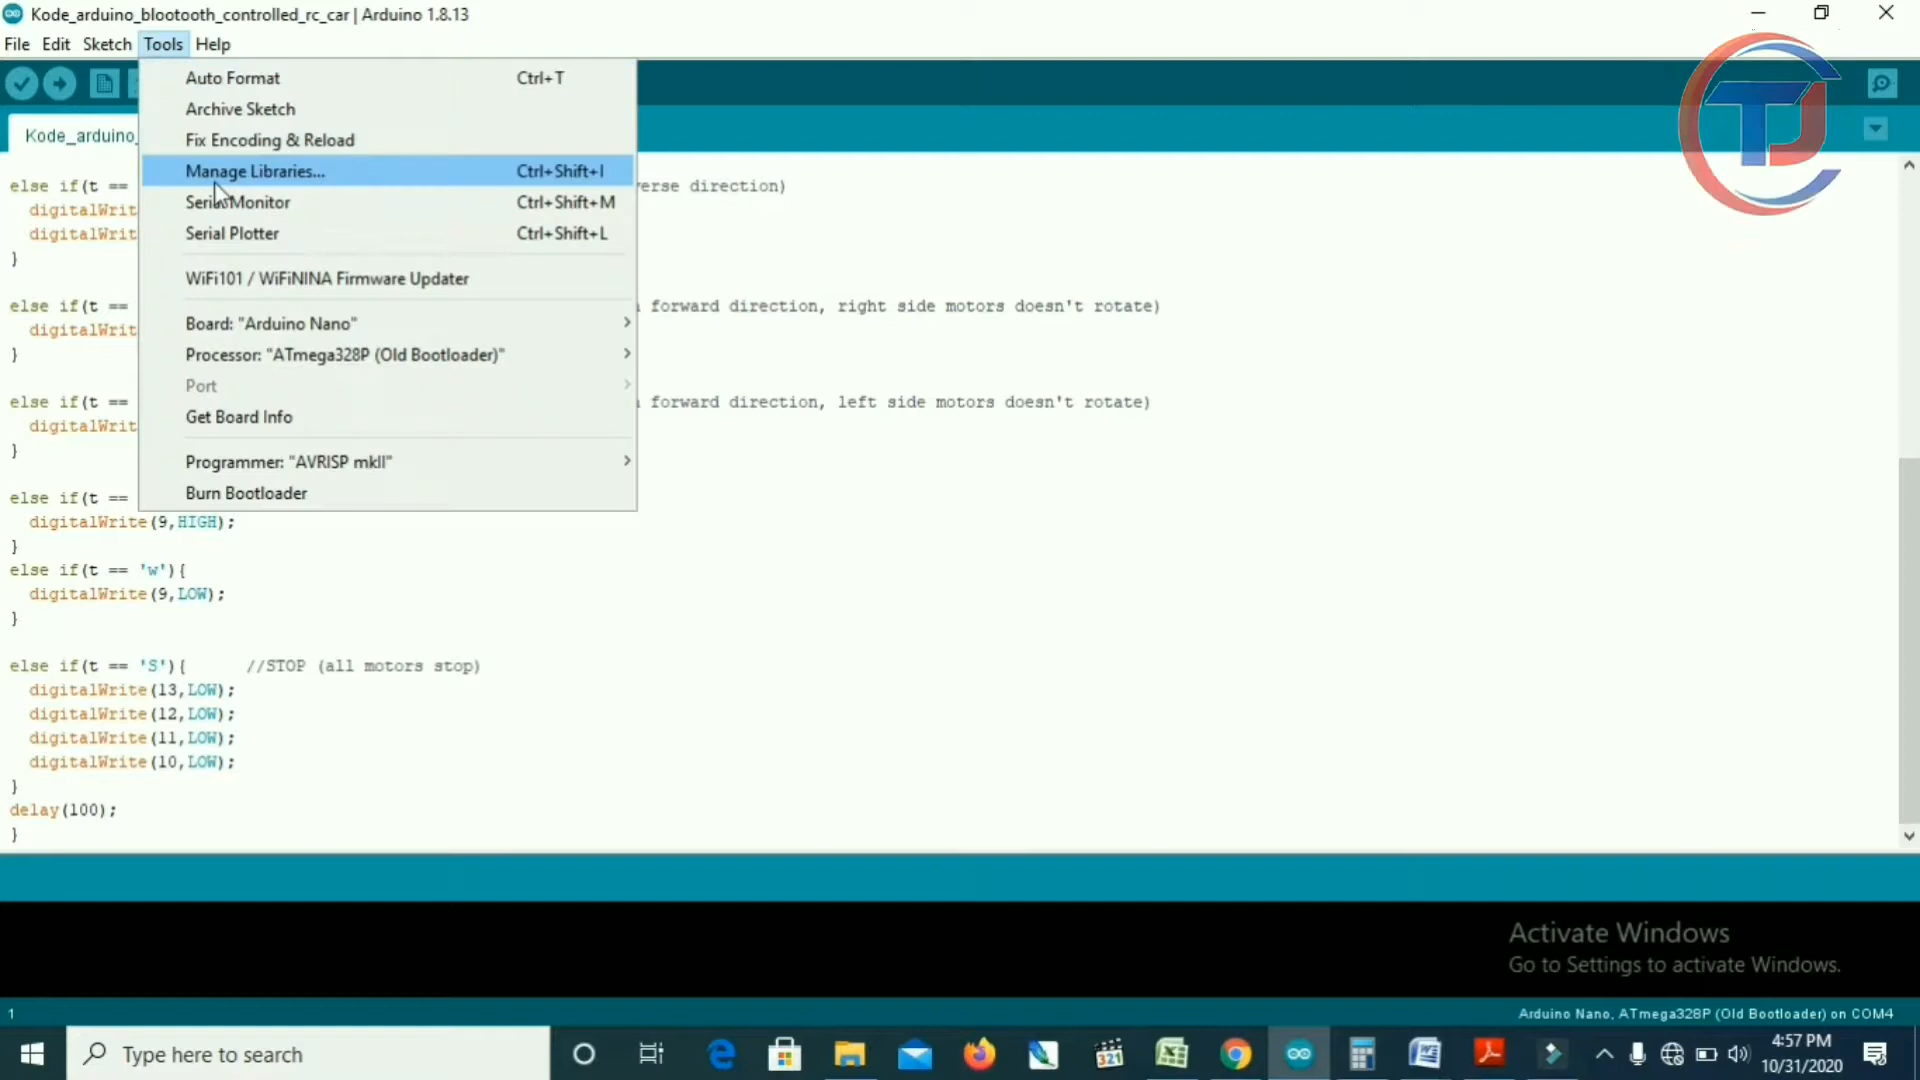 Kode_arduino_blootooth_controlled_rc_car | Arduino 1.8.13
File Edit Sketch Tools Help
Auto Format Ctrl+T
Archive Sketch
Fix Encoding & Reload
Kode_arduino_
Manage Libraries... Ctrl+Shift+I
else if(t == erse direction)
Serial Monitor Ctrl+Shift+M
digitalWrit
Serial Plotter Ctrl+Shift+L
digitalWrit
}
WiFi101 / WiFiNINA Firmware Updater
else if(t == forward direction, right side motors doesn't rotate)
Board: "Arduino Nano"
digitalWrit
}
Processor: "ATmega328P (Old Bootloader)"
Port
else if(t == forward direction, left side motors doesn't rotate)
Get Board Info
digitalWrit
}
Programmer: "AVRISP mkII"
Burn Bootloader
else if(t ==
digitalWrite(9,HIGH);
}
else if(t == 'w'){
digitalWrite(9,LOW);
}
else if(t == 'S'){ //STOP (all motors stop)
digitalWrite(13,LOW);
digitalWrite(12,LOW);
digitalWrite(11,LOW);
digitalWrite(10,LOW);
}
delay(100);
}
Activate Windows
Go to Settings to activate Windows.
1 Arduino Nano, ATmega328P (Old Bootloader) on COM4
Type here to search
321
4:57 PM
10/31/2020